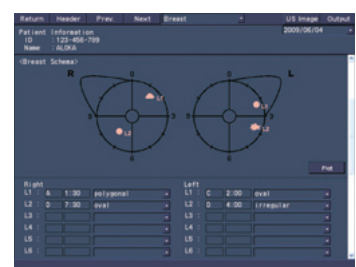 Return Header Prev. Next Breast US Image Output
Patient Information 2009/06/04
ID : 123-456-789
Name : ALOKA
<Breast Schema>
R L
0 0
L1 L1
9 3 9 3
L2 L2
6 6
Plot
Right Left
L1 : A 1:30 polygonal L1 : C 2:00 oval
L2 : D 7:30 oval L2 : D 4:00 irregular
L3 : L3 :
L4 : L4 :
L5 : L5 :
L6 : L6 :